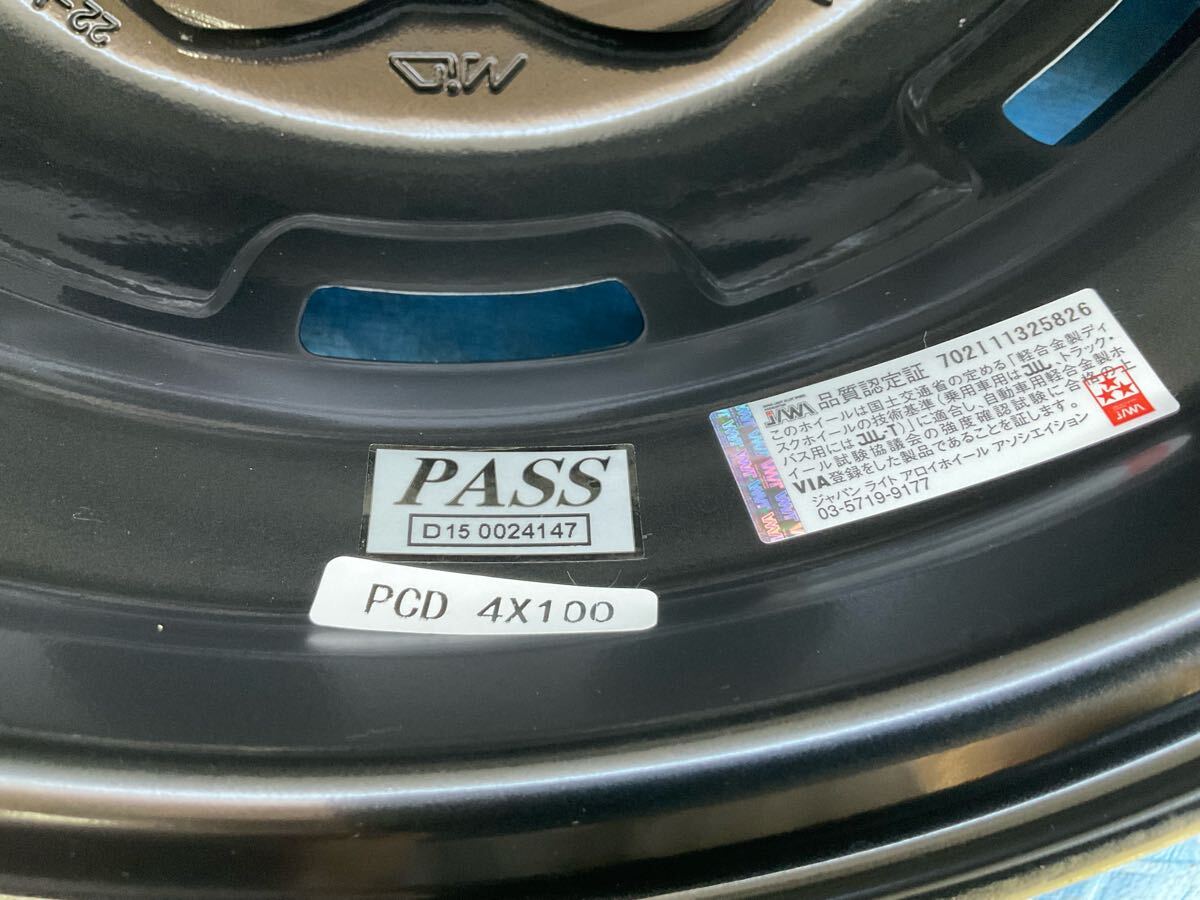 22
MID
PASS
D15 0024147
PCD 4X100
JAWA 品質認定証 702I11325826
このホイールは国土交通省の定める「軽合金製ディ
スクホイールの技術基準(乗用車用はJWL、トラック・
バス用にはJWL-T)」に適合し、自動車用軽合金製ホ
イール試験協議会の強度確認試験に合格の上
VIA登録をした製品であることを証します。
ジャパン ライト アロイホイール アソシエイション
03-5719-9177